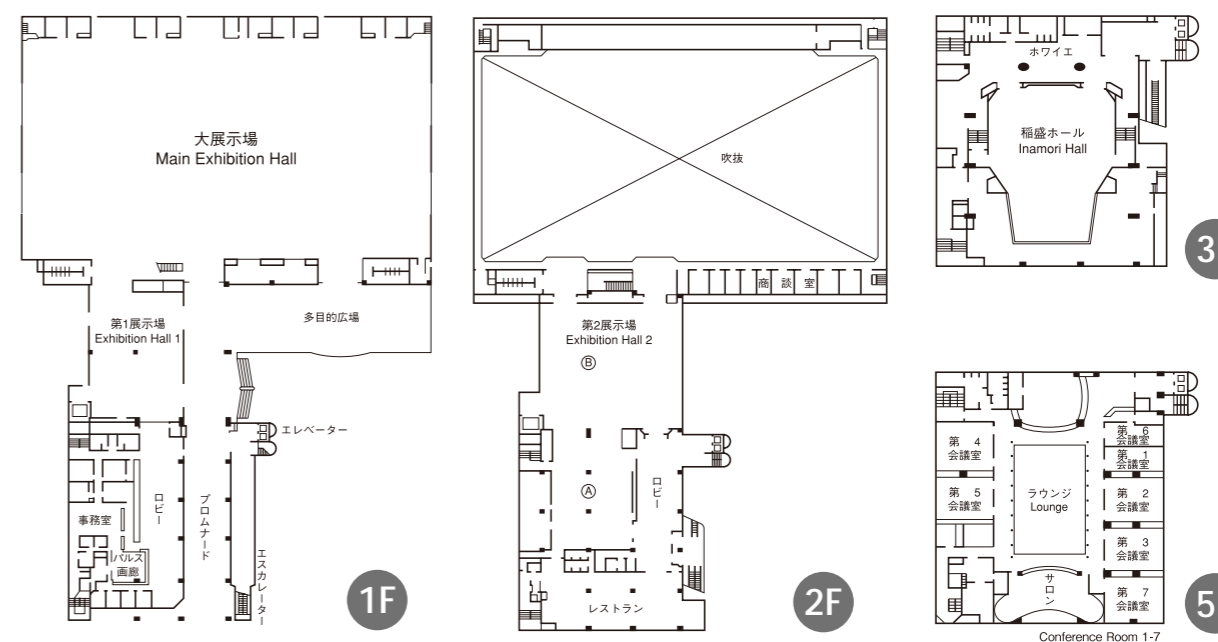 大展示場
Main Exhibition Hall
第1展示場
Exhibition Hall 1
多目的広場
エレベーター
ロビー
プロムナード
事務室
パルス
画廊
エスカレーター
1F
吹抜
商談室
第2展示場
Exhibition Hall 2
B
A
ロビー
レストラン
2F
ホワイエ
稲盛ホール
Inamori Hall
3
第 4
会議室
第 5
会議室
ラウンジ
Lounge
サロン
第 6
会議室
第 1
会議室
第 2
会議室
第 3
会議室
第 7
会議室
5
Conference Room 1-7